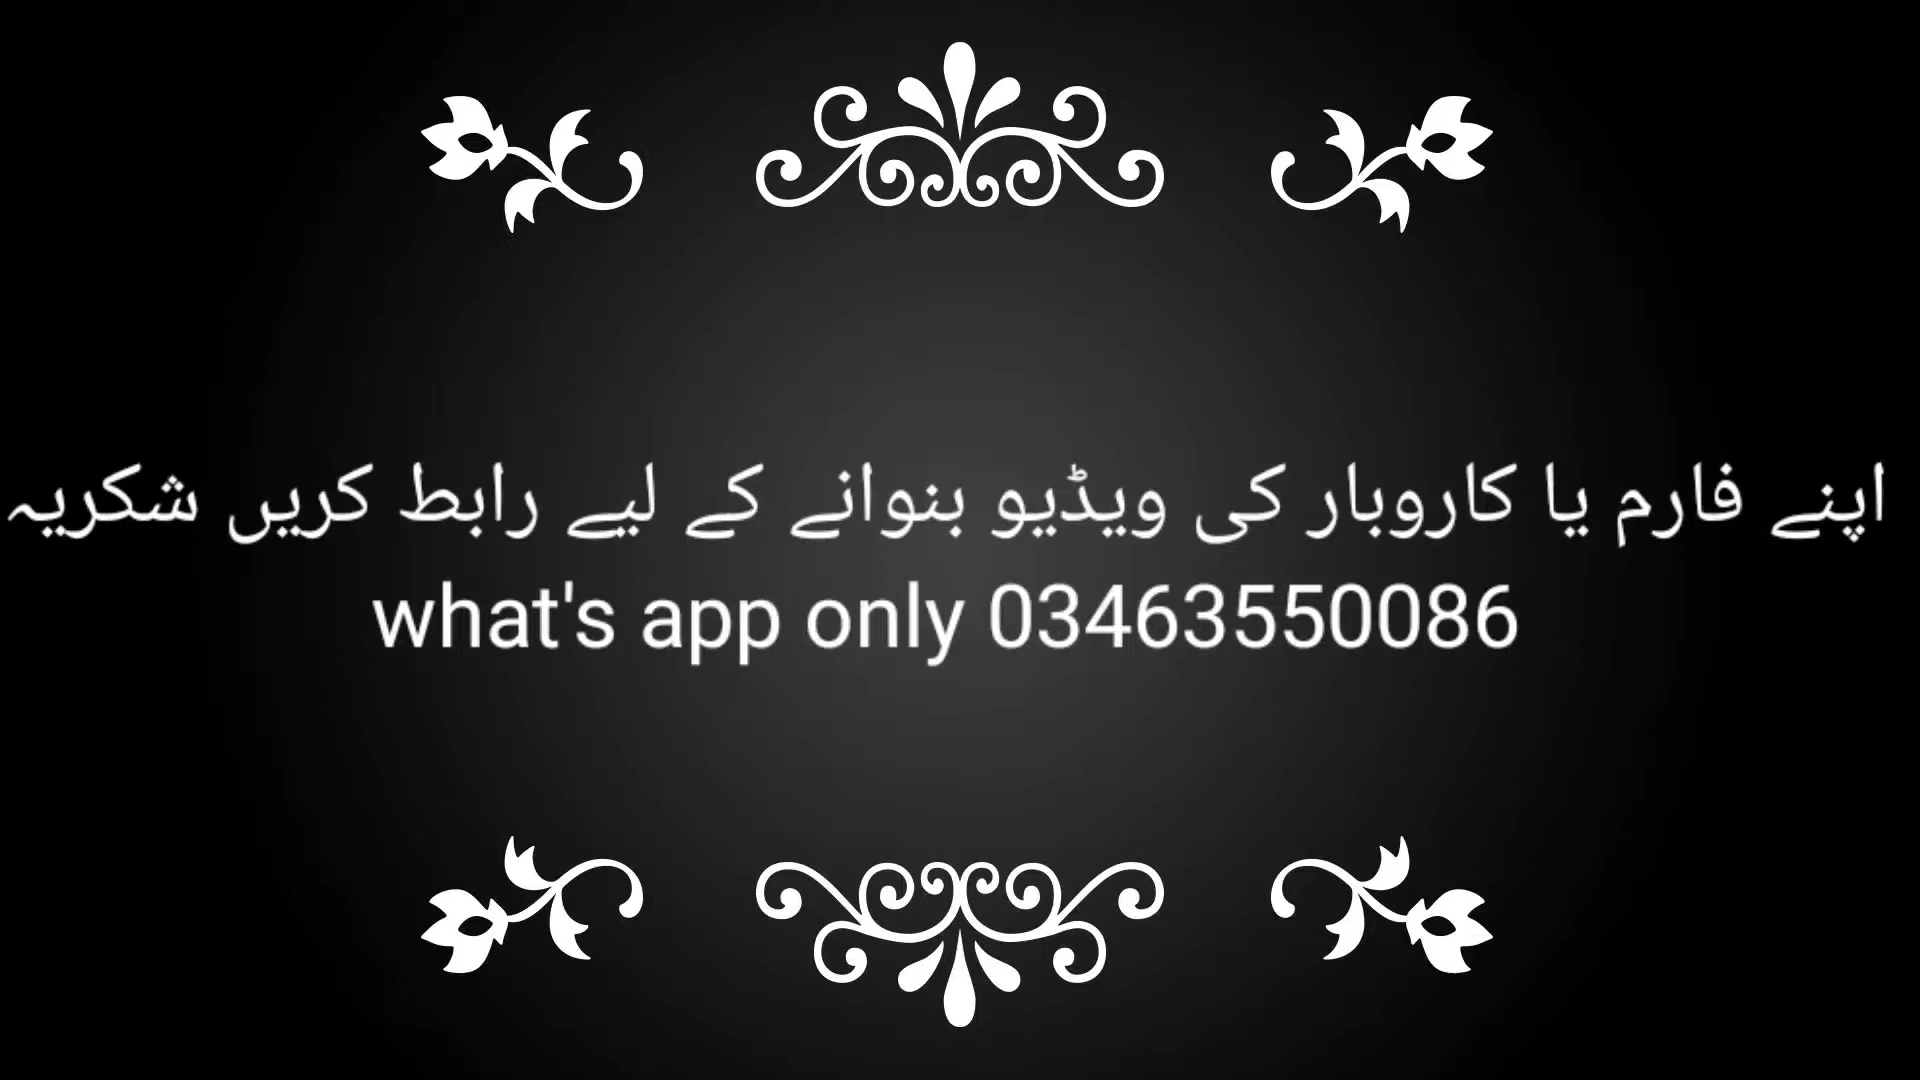 اپنے فارم یا کاروبار کی ویڈیو بنوانے کے لیے رابط کریں شکریہ
what's app only 03463550086